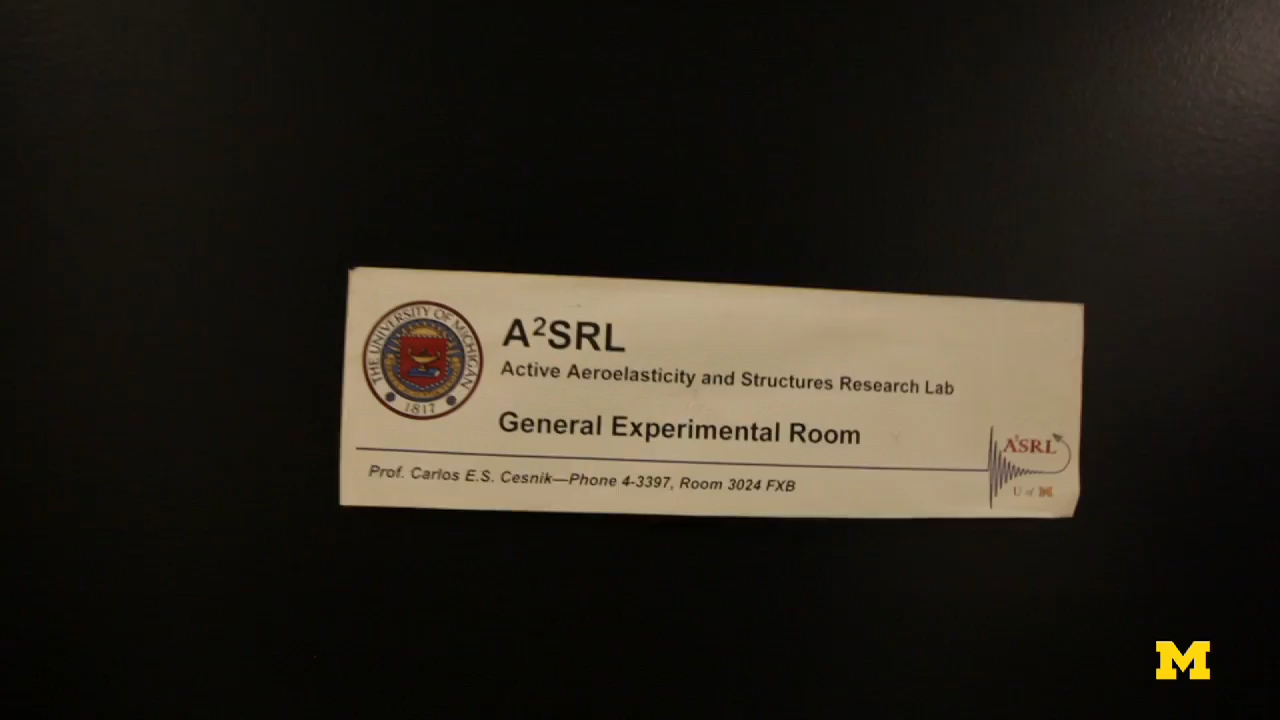 THE UNIVERSITY OF MICHIGAN
1817
A²SRL
Active Aeroelasticity and Structures Research Lab
General Experimental Room
A²SRL
U of M
Prof. Carlos E.S. Cesnik—Phone 4-3397, Room 3024 FXB
M